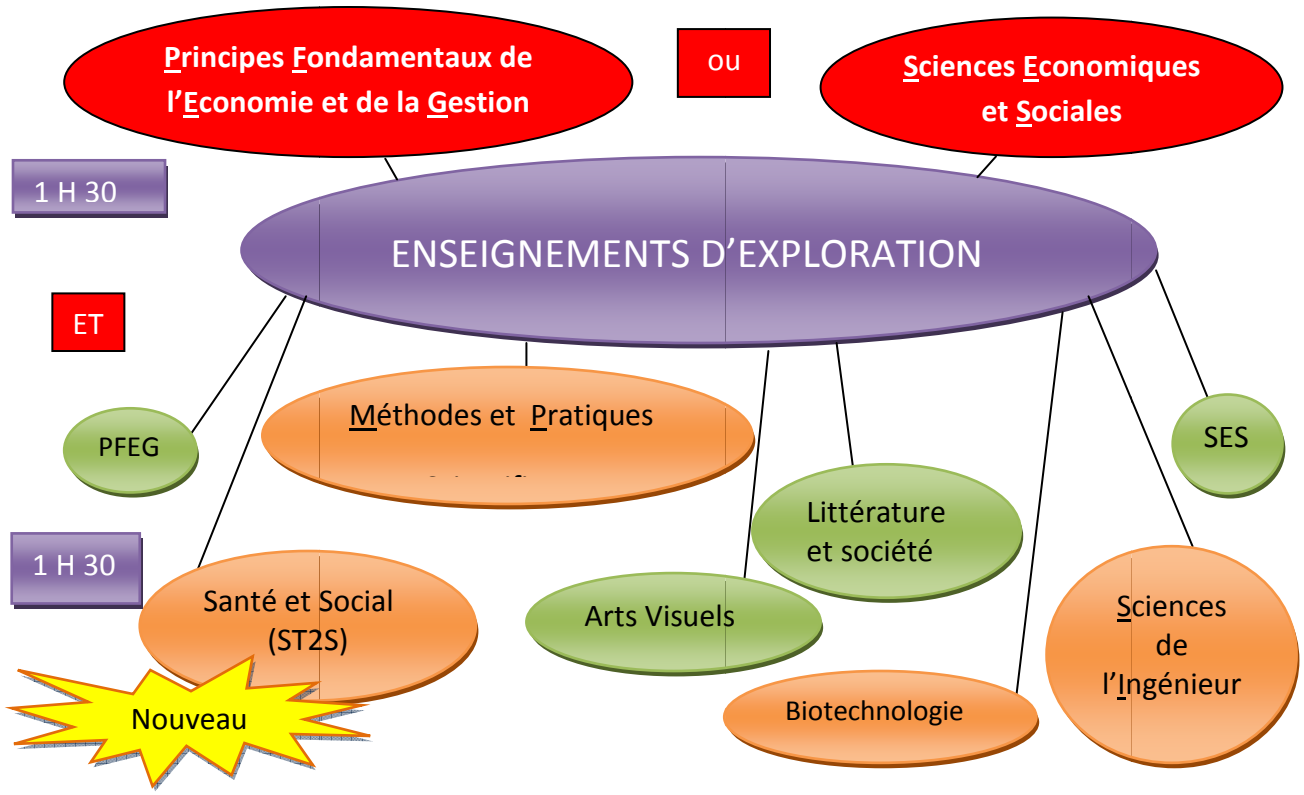 Principes Fondamentaux de
l’Economie et de la Gestion
ou
Sciences Economiques
et Sociales
1 H 30
ENSEIGNEMENTS D’EXPLORATION
ET
PFEG
Méthodes et Pratiques
SES
Littérature
et société
1 H 30
Santé et Social
(ST2S)
Arts Visuels
Sciences
de
l’Ingénieur
Biotechnologie
Nouveau